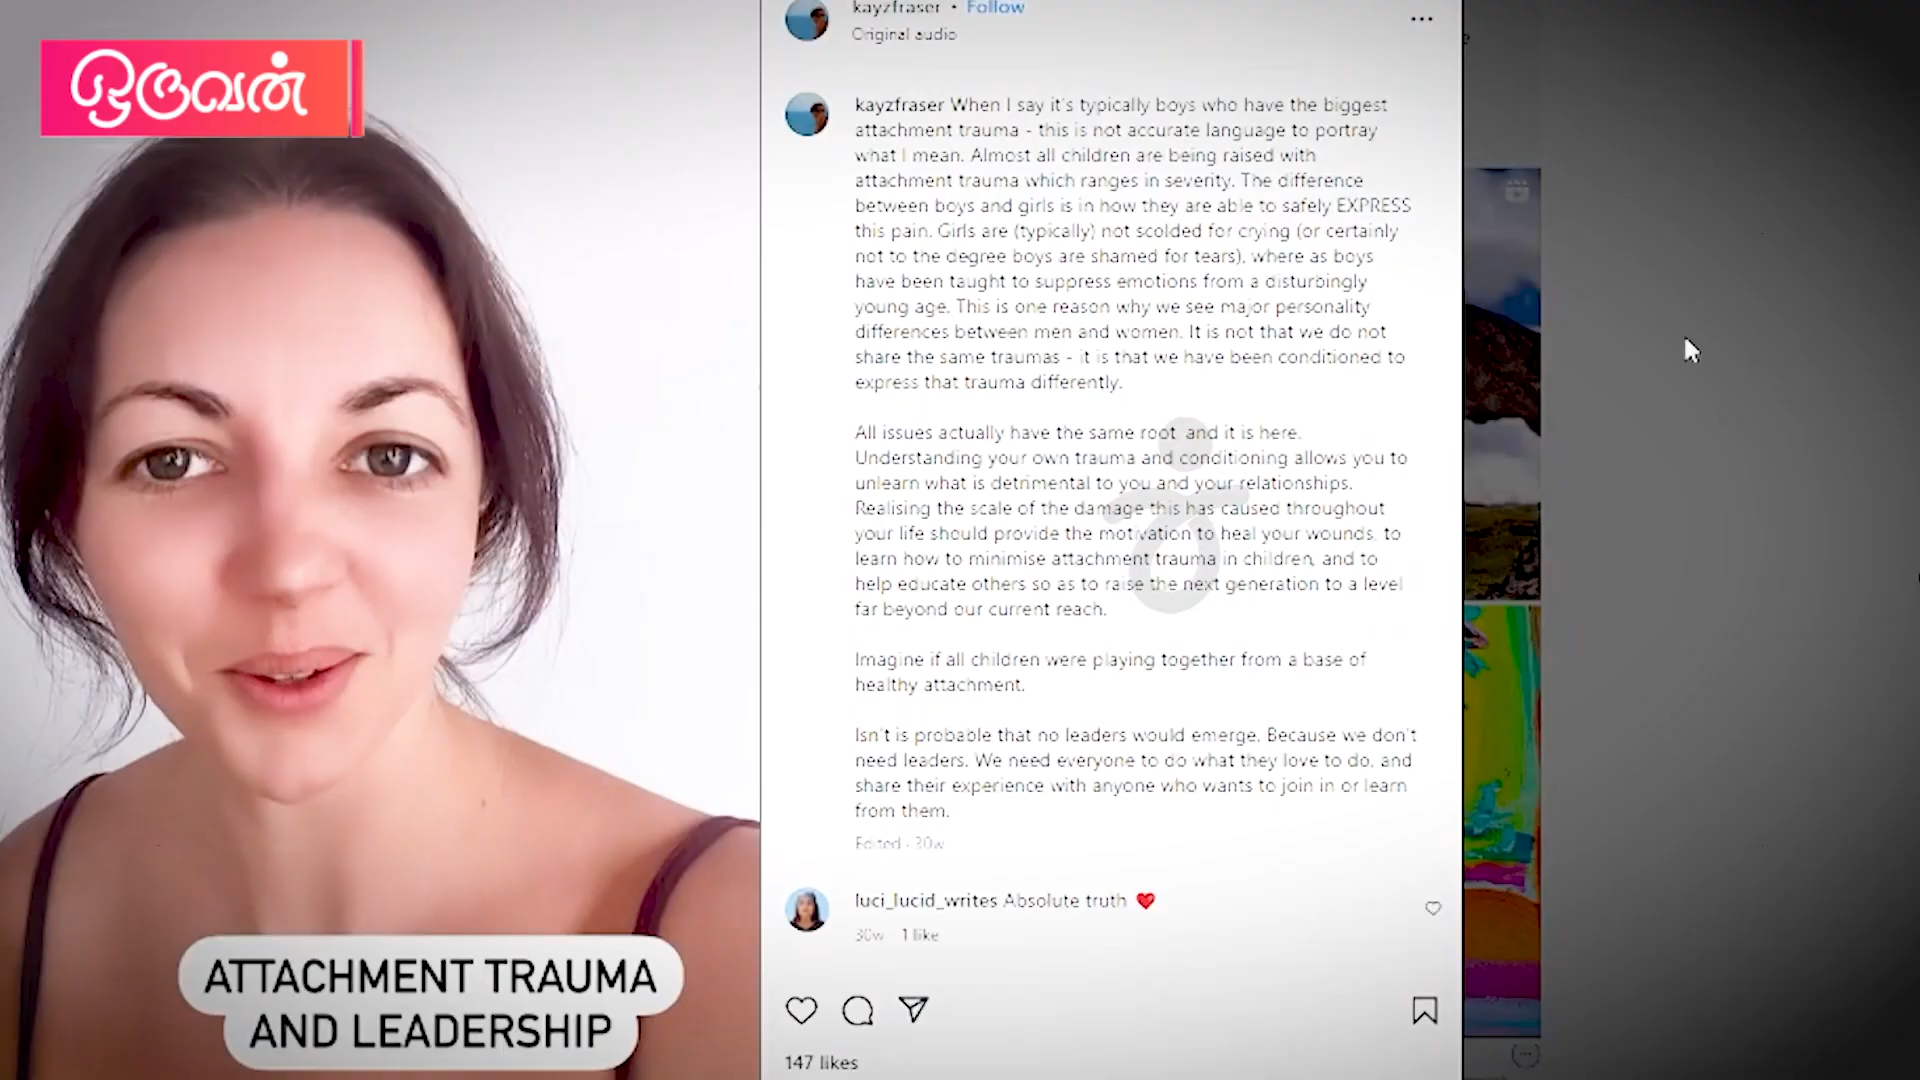 ஒருவன்
kayzfraser • Follow
Original audio
kayzfraser When I say it's typically boys who have the biggest
attachment trauma - this is not accurate language to portray
what I mean. Almost all children are being raised with
attachment trauma which ranges in severity. The difference
between boys and girls is in how they are able to safely EXPRESS
this pain. Girls are (typically) not scolded for crying (or certainly
not to the degree boys are shamed for tears), where as boys
have been taught to suppress emotions from a disturbingly
young age. This is one reason why we see major personality
differences between men and women. It is not that we do not
share the same traumas - it is that we have been conditioned to
express that trauma differently.
All issues actually have the same root, and it is here.
Understanding your own trauma and conditioning allows you to
unlearn what is detrimental to you and your relationships.
Realising the scale of the damage this has caused throughout
your life should provide the motivation to heal your wounds, to
learn how to minimise attachment trauma in children, and to
help educate others so as to raise the next generation to a level
far beyond our current reach.
Imagine if all children were playing together from a base of
healthy attachment.
Isn't is probable that no leaders would emerge. Because we don't
need leaders. We need everyone to do what they love to do, and
share their experience with anyone who wants to join in or learn
from them.
Edited · 30w
luci_lucid_writes Absolute truth ❤️
30w 1 like
147 likes
ATTACHMENT TRAUMA
AND LEADERSHIP